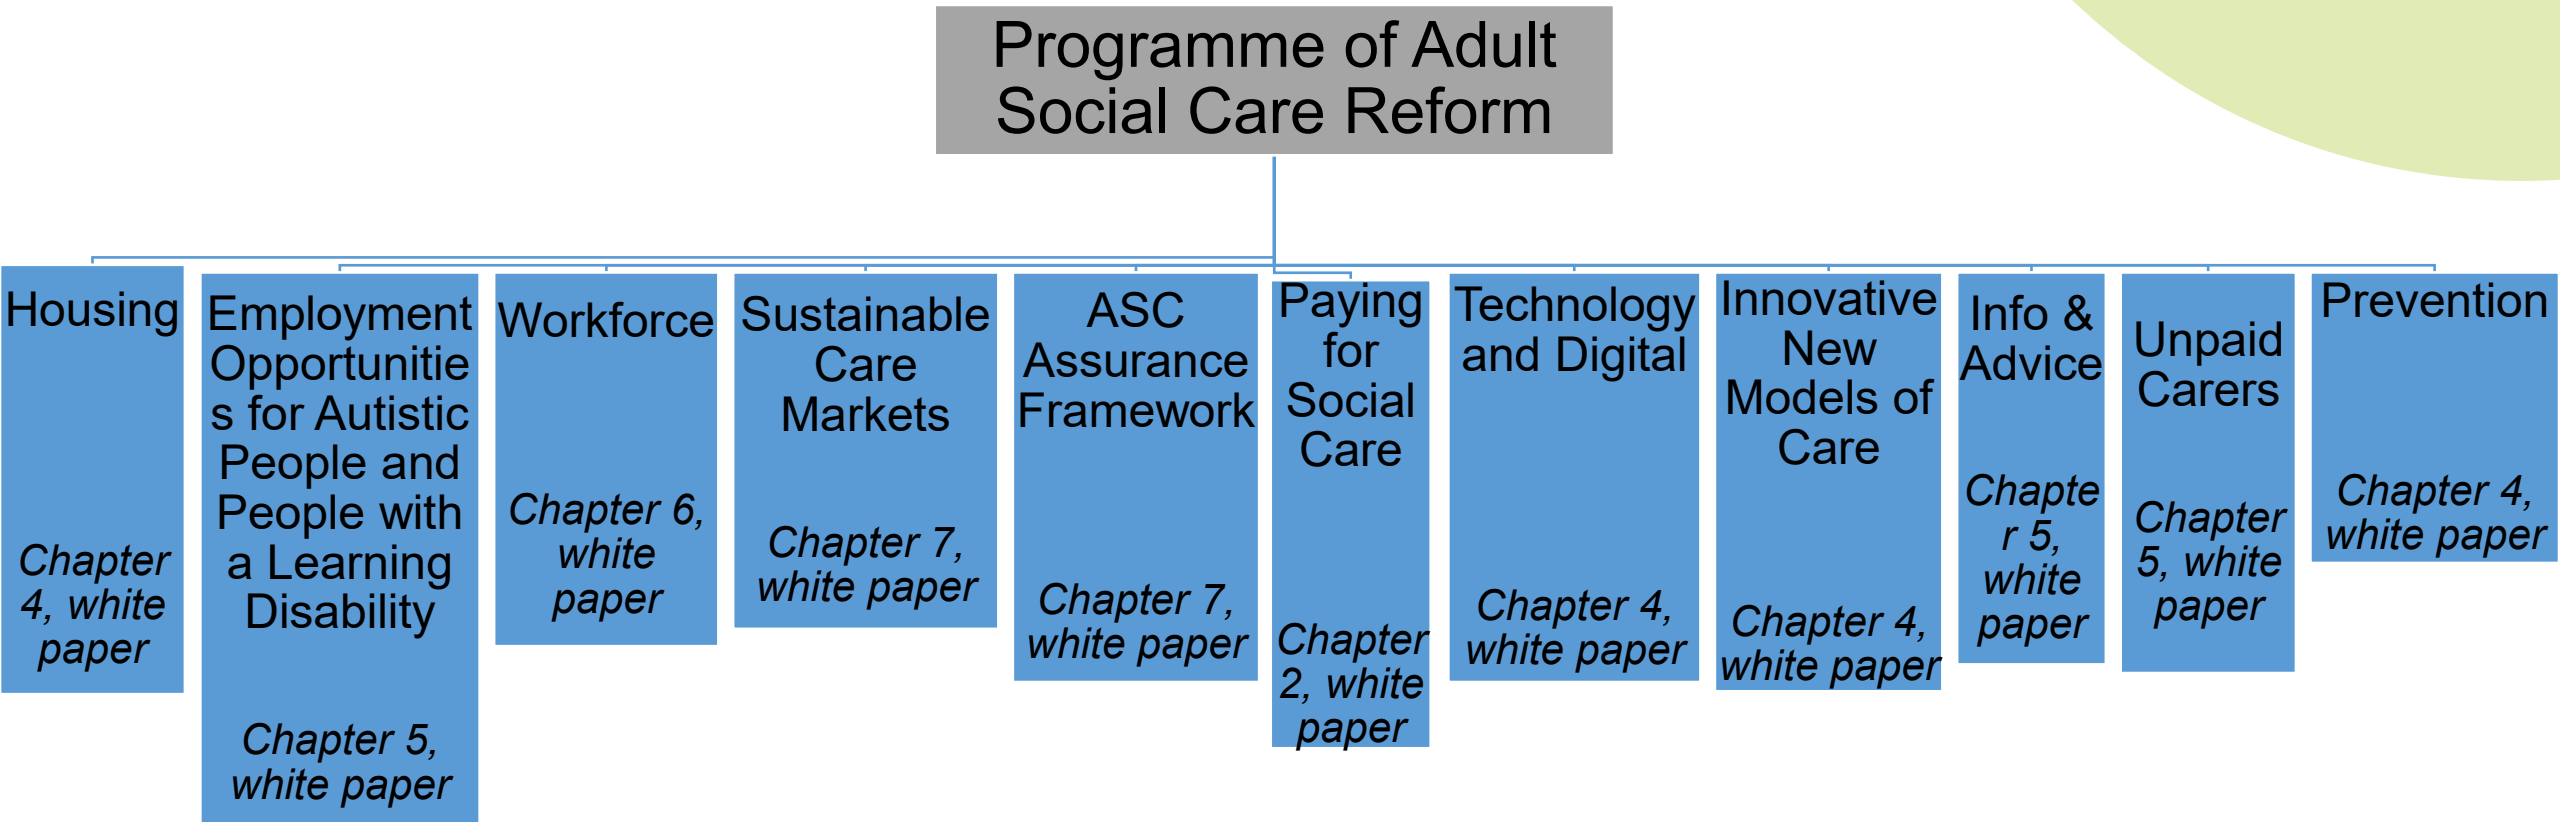 Programme of Adult
Social Care Reform
Housing
Chapter
4, white
paper
Employment
Opportunitie
s for Autistic
People and
People with
a Learning
Disability
Chapter 5,
white paper
Workforce
Chapter 6,
white
paper
Sustainable
Care
Markets
Chapter 7,
white paper
ASC
Assurance
Framework
Chapter 7,
white paper
Paying
for
Social
Care
Chapter
2, white
paper
Technology
and Digital
Chapter 4,
white paper
Innovative
New
Models of
Care
Chapter 4,
white paper
Info &
Advice
Chapte
r 5,
white
paper
Unpaid
Carers
Chapter
5, white
paper
Prevention
Chapter 4,
white paper